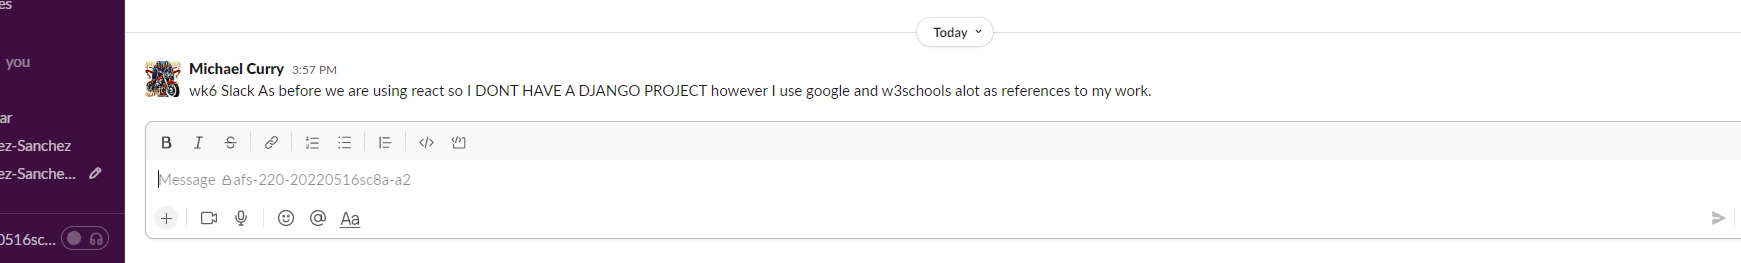 es
Today
you
Michael Curry 3:57 PM
wk6 Slack As before we are using react so I DONT HAVE A DJANGO PROJECT however I use google and w3schools alot as references to my work.
ar
B I S
ez-Sanchez
ez-Sanche...
Message afs-220-20220516sc8a-a2
Aa
0516sc...